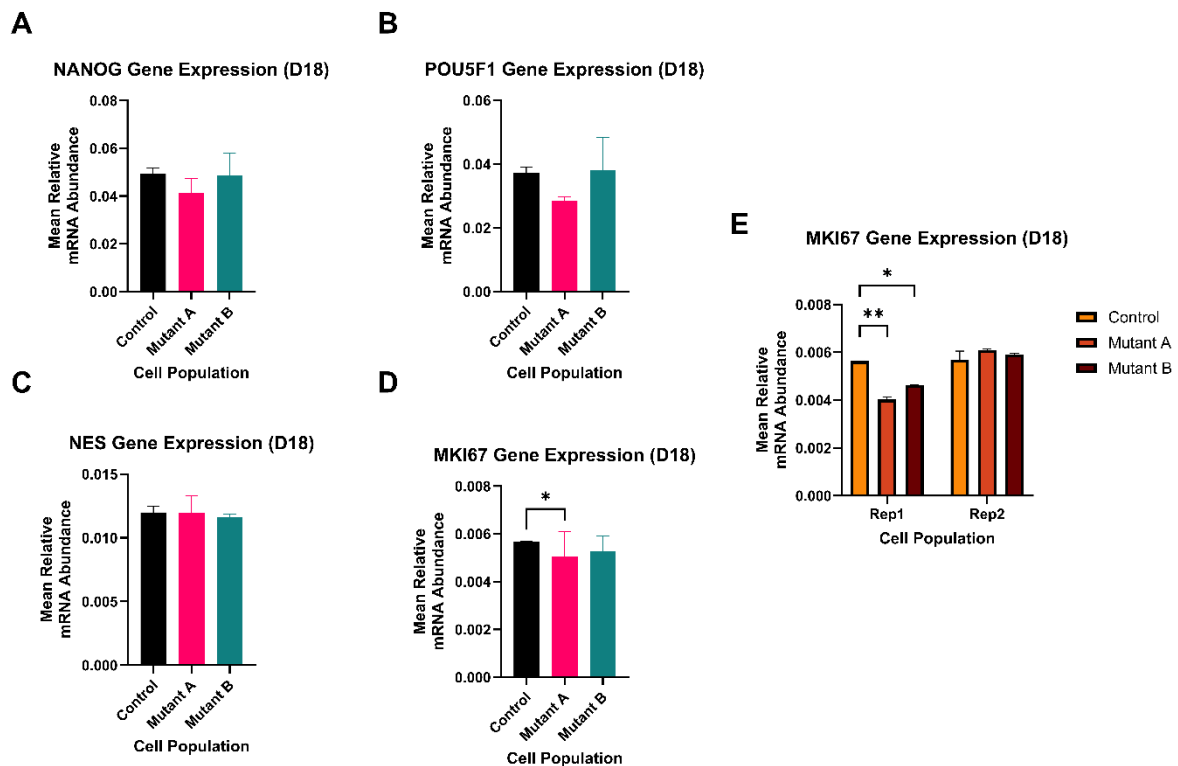 A
NANOG Gene Expression (D18)
Mean Relative
mRNA Abundance
0.08
0.06
0.04
0.02
0.00
Control
Mutant A
Mutant B
Cell Population
B
POU5F1 Gene Expression (D18)
Mean Relative
mRNA Abundance
0.06
0.04
0.02
0.00
Control
Mutant A
Mutant B
Cell Population
C
NES Gene Expression (D18)
Mean Relative
mRNA Abundance
0.015
0.010
0.005
0.000
Control
Mutant A
Mutant B
Cell Population
D
MKI67 Gene Expression (D18)
Mean Relative
mRNA Abundance
0.008
0.006
0.004
0.002
0.000
*
Control
Mutant A
Mutant B
Cell Population
E
MKI67 Gene Expression (D18)
Mean Relative
mRNA Abundance
0.008
0.006
0.004
0.002
0.000
*
**
Rep1
Rep2
Cell Population
Control
Mutant A
Mutant B